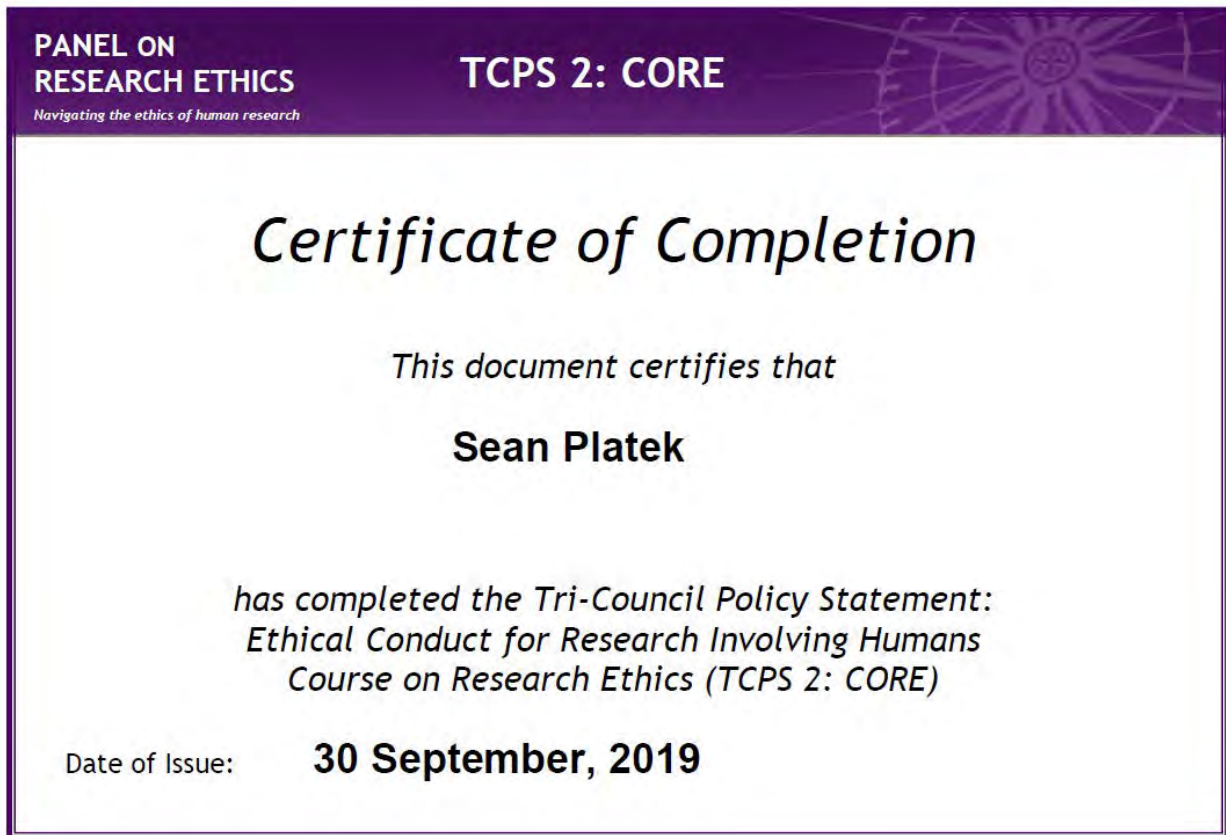 PANEL ON
RESEARCH ETHICS
Navigating the ethics of human research
TCPS 2: CORE
Certificate of Completion
This document certifies that
Sean Platek
has completed the Tri-Council Policy Statement:
Ethical Conduct for Research Involving Humans
Course on Research Ethics (TCPS 2: CORE)
Date of Issue: 30 September, 2019